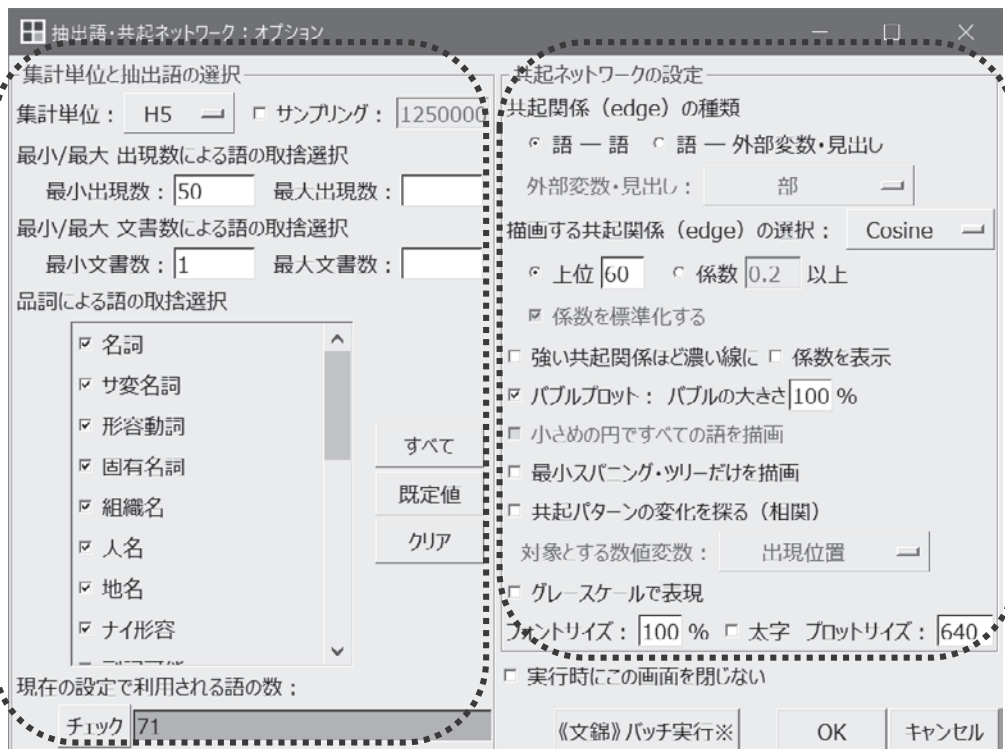 抽出語・共起ネットワーク：オプション
集計単位と抽出語の選択
集計単位： H5 サンプリング： 1250000
最小/最大 出現数による語の取捨選択
最小出現数： 50 最大出現数：
最小/最大 文書数による語の取捨選択
最小文書数： 1 最大文書数：
品詞による語の取捨選択
名詞
サ変名詞
形容動詞
固有名詞
組織名
人名
地名
ナイ形容
すべて
既定値
クリア
現在の設定で利用される語の数：
チェック 71
共起ネットワークの設定
共起関係（edge）の種類
語 ― 語 語 ― 外部変数・見出し
外部変数・見出し： 部
描画する共起関係（edge）の選択： Cosine
上位 60 係数 0.2 以上
係数を標準化する
強い共起関係ほど濃い線に 係数を表示
バブルプロット： バブルの大きさ 100 %
小さめの円ですべての語を描画
最小スパニング・ツリーだけを描画
共起パターンの変化を探る（相関）
対象とする数値変数： 出現位置
グレースケールで表現
フォントサイズ： 100 % 太字 プロットサイズ： 640
実行時にこの画面を閉じない
《文錦》バッチ実行※ OK キャンセル